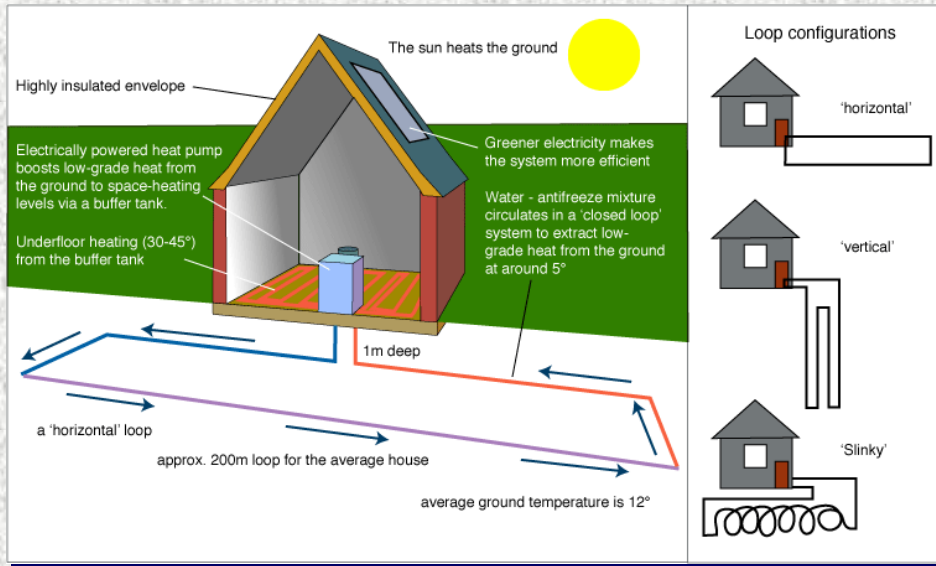 The sun heats the ground
Highly insulated envelope
Electrically powered heat pump
boosts low-grade heat from
the ground to space-heating
levels via a buffer tank.
Underfloor heating (30-45°)
from the buffer tank
Greener electricity makes
the system more efficient
Water - antifreeze mixture
circulates in a ‘closed loop’
system to extract low-
grade heat from the ground
at around 5°
1m deep
a ‘horizontal’ loop
approx. 200m loop for the average house
average ground temperature is 12°
Loop configurations
‘horizontal’
‘vertical’
‘Slinky’